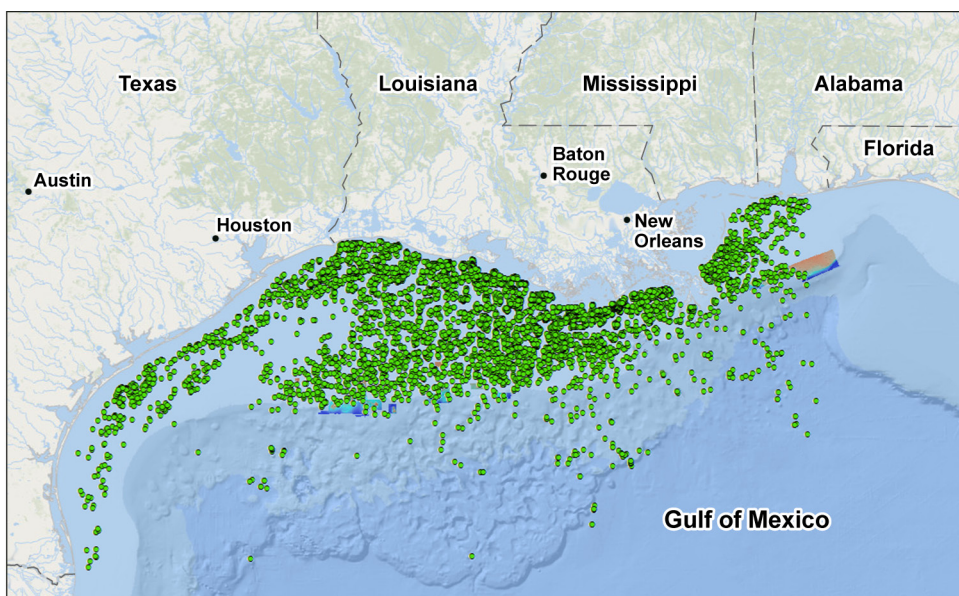 Texas
Louisiana
Mississippi
Alabama
Florida
Baton
Rouge
Austin
Houston
New
Orleans
Gulf of Mexico